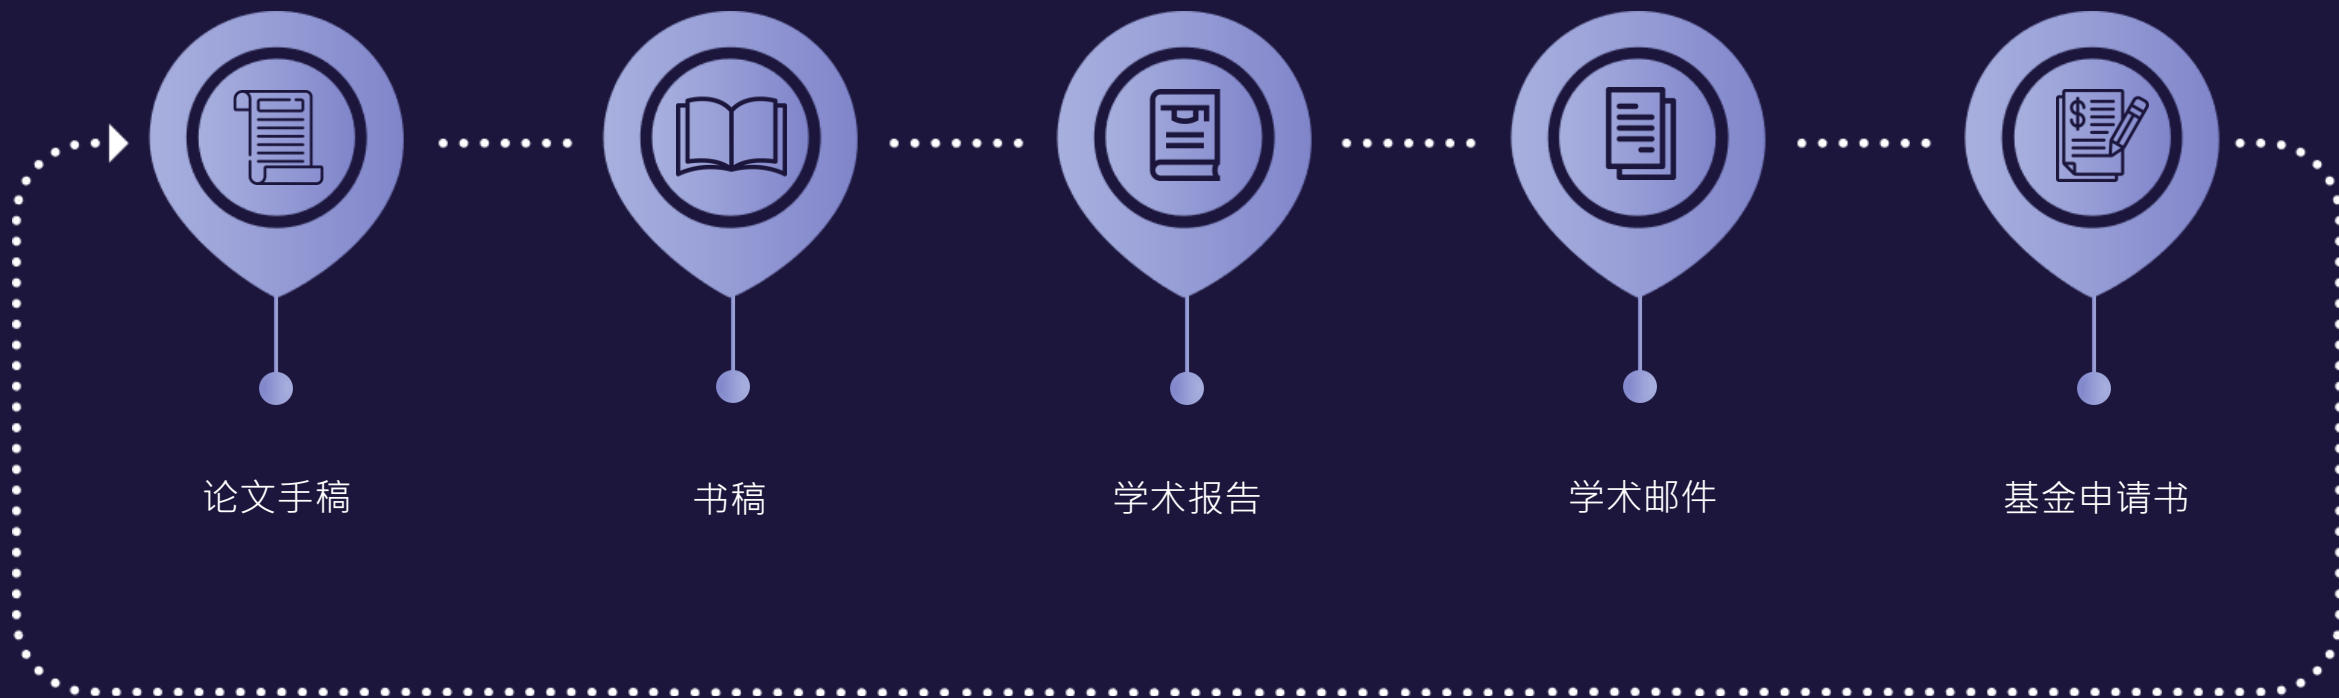 论文手稿
书稿
学术报告
学术邮件
基金申请书